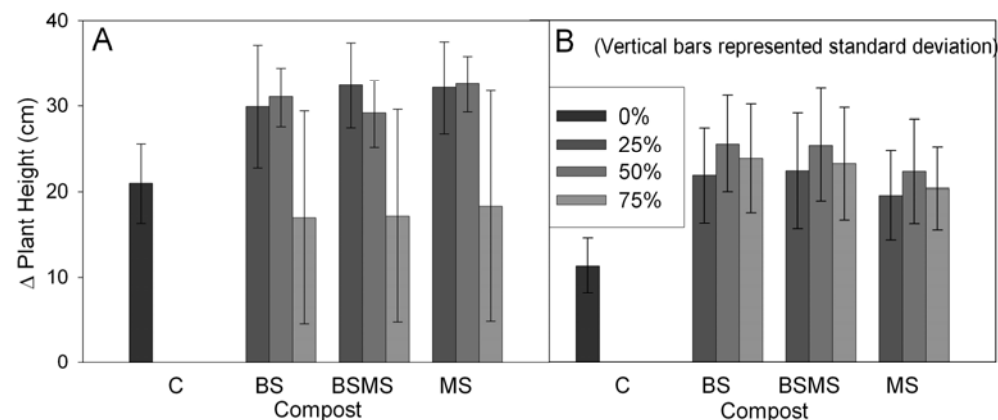 A
B
(Vertical bars represented standard deviation)
0%
25%
50%
75%
Δ Plant Height (cm)
40
30
20
10
0
C BS BSMS MS
Compost
C BS BSMS MS
Compost